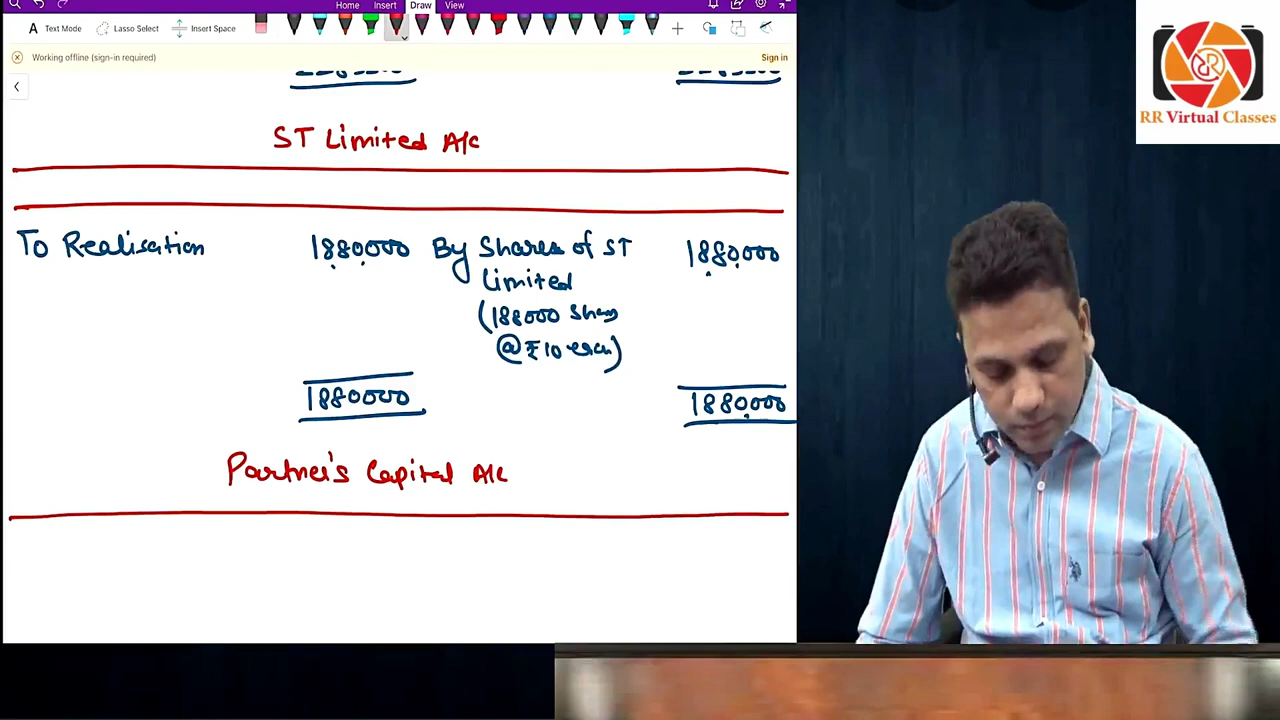 Home Insert Draw View
Text Mode Lasso Select Insert Space
Working offline (sign-in required) Sign in
RR Virtual Classes
ST Limited A/c
To Realisation 1880000 By Shares of ST 1880000
Limited
(188000 Shares
@ ₹10 each)
1880000 1880000
Partner's Capital A/c